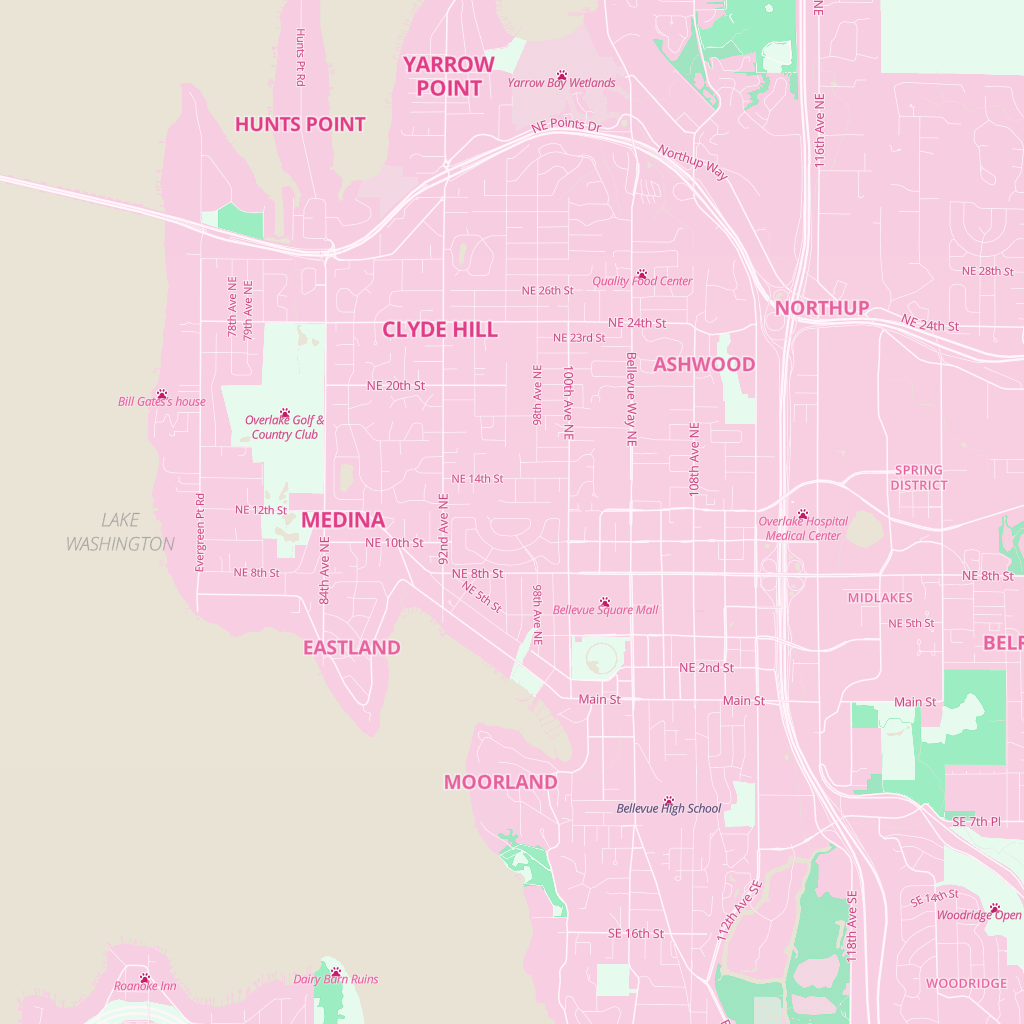 Hunts Pt Rd
YARROW
POINT
Yarrow Bay Wetlands
NE
HUNTS POINT
NE Points Dr
Northup Way
116th Ave NE
78th Ave NE
79th Ave NE
Quality Food Center
NE 26th St
NE 28th St
NORTHUP
CLYDE HILL
NE 24th St
NE 24th St
NE 23rd St
ASHWOOD
NE 20th St
98th Ave NE
100th Ave NE
Bellevue Way NE
108th Ave NE
Bill Gates's house
Overlake Golf &
Country Club
SPRING
DISTRICT
NE 14th St
LAKE
WASHINGTON
Evergreen Pt Rd
NE 12th St
MEDINA
92nd Ave NE
Overlake Hospital
Medical Center
84th Ave NE
NE 10th St
NE 8th St
NE 8th St
NE 8th St
NE 5th St
98th Ave NE
Bellevue Square Mall
MIDLAKES
NE 5th St
EASTLAND
BELR
NE 2nd St
Main St
Main St
Main St
MOORLAND
Bellevue High School
SE 7th Pl
112th Ave SE
118th Ave SE
SE 14th St
Woodridge Open
SE 16th St
Roanoke Inn
Dairy Barn Ruins
WOODRIDGE